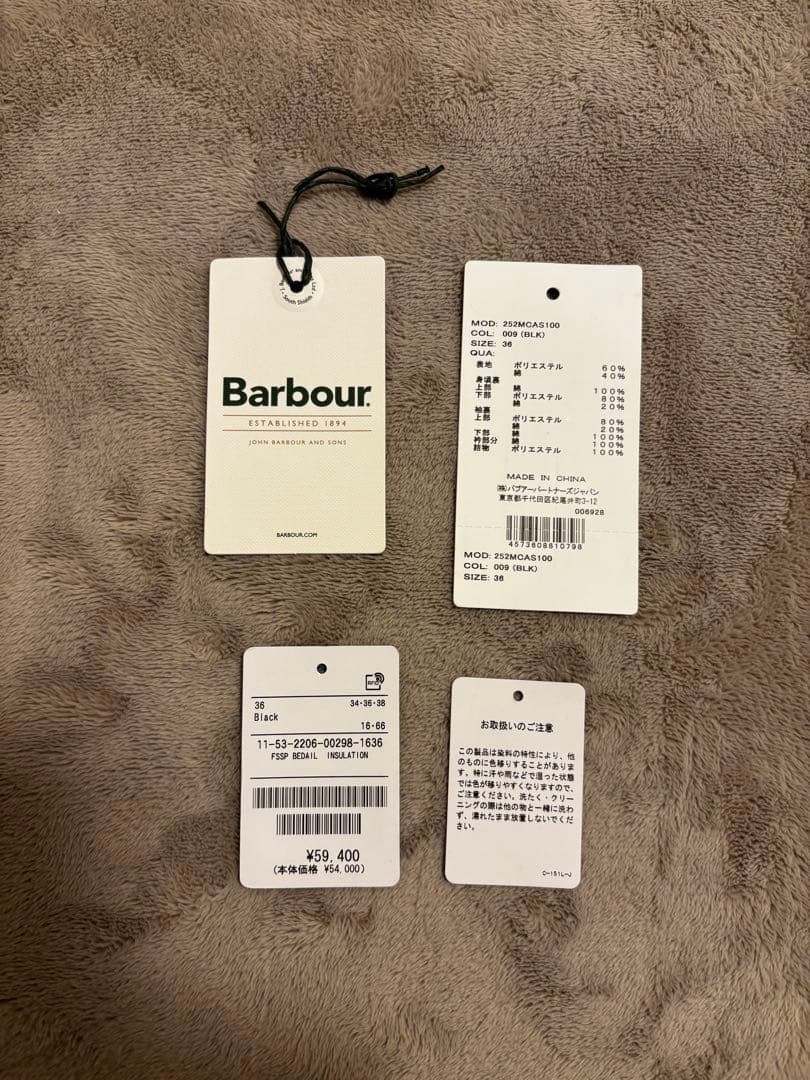 Barbour
ESTABLISHED 1894
JOHN BARBOUR AND SONS
BARBOUR.COM
MOD: 252MCAS100
COL: 009 (BLK)
SIZE: 36
QUA:
表地 ポリエステル 60%
綿 40%
身頃裏
上部 綿 100%
下部 ポリエステル 80%
綿 20%
袖裏
上部 ポリエステル 80%
綿 20%
下部 綿 100%
衿部分 綿 100%
詰物 ポリエステル 100%
MADE IN CHINA
(株)バブアーパートナーズジャパン
東京都千代田区紀尾井町3-12
006928
4573608610798
MOD: 252MCAS100
COL: 009 (BLK)
SIZE: 36
RFID
36 34・36・38
Black
16・66
11-53-2206-00298-1636
FSSP BEDAIL INSULATION
¥59,400
(本体価格 ¥54,000)
お取扱いのご注意
この製品は染料の特性により、他
のものに色移りすることがありま
す。特に汗や雨などで湿った状態
では色が移りやすくなりますので、
ご注意ください。洗たく・クリー
ニングの際は他の物と一緒に洗わ
ず、濡れたまま放置しないでくだ
さい。
C-151L-J